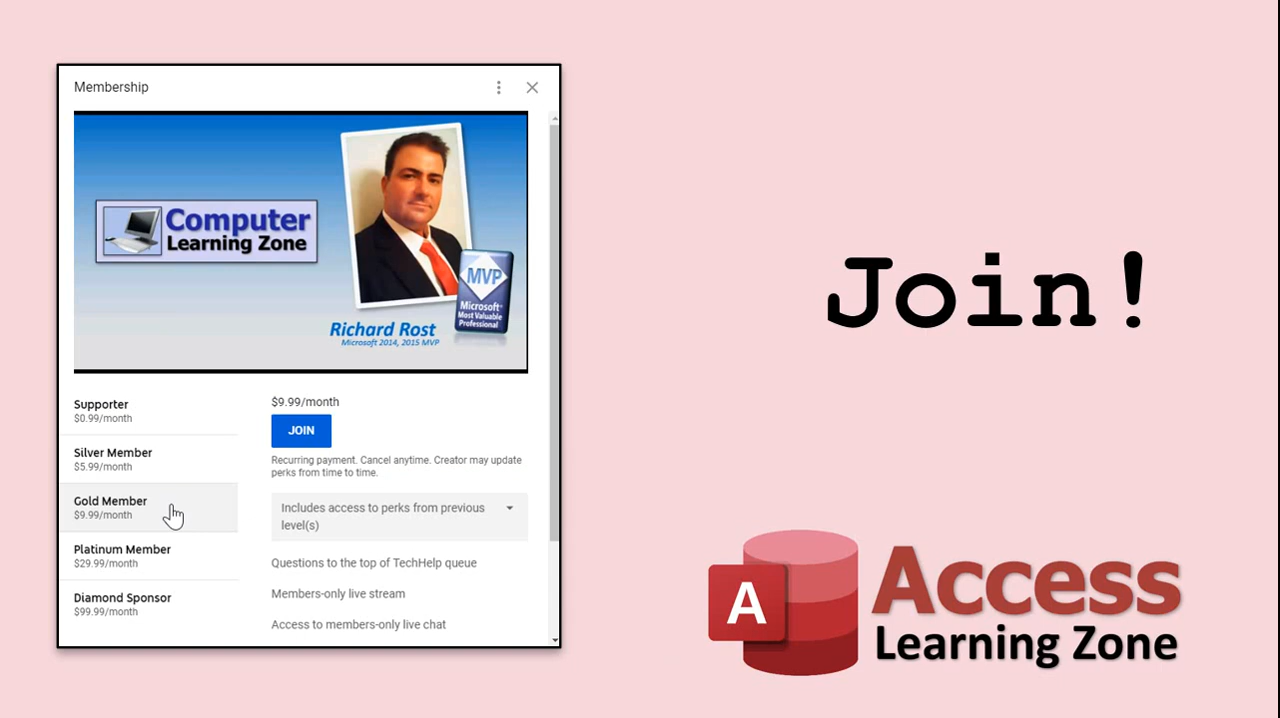 Membership
Computer
Learning Zone
MVP
Microsoft®
Most Valuable
Professional
Richard Rost
Microsoft 2014, 2015 MVP
Supporter
$0.99/month
Silver Member
$5.99/month
Gold Member
$9.99/month
Platinum Member
$29.99/month
Diamond Sponsor
$99.99/month
$9.99/month
JOIN
Recurring payment. Cancel anytime. Creator may update
perks from time to time.
Includes access to perks from previous
level(s)
Questions to the top of TechHelp queue
Members-only live stream
Access to members-only live chat
Join!
A
Access
Learning Zone